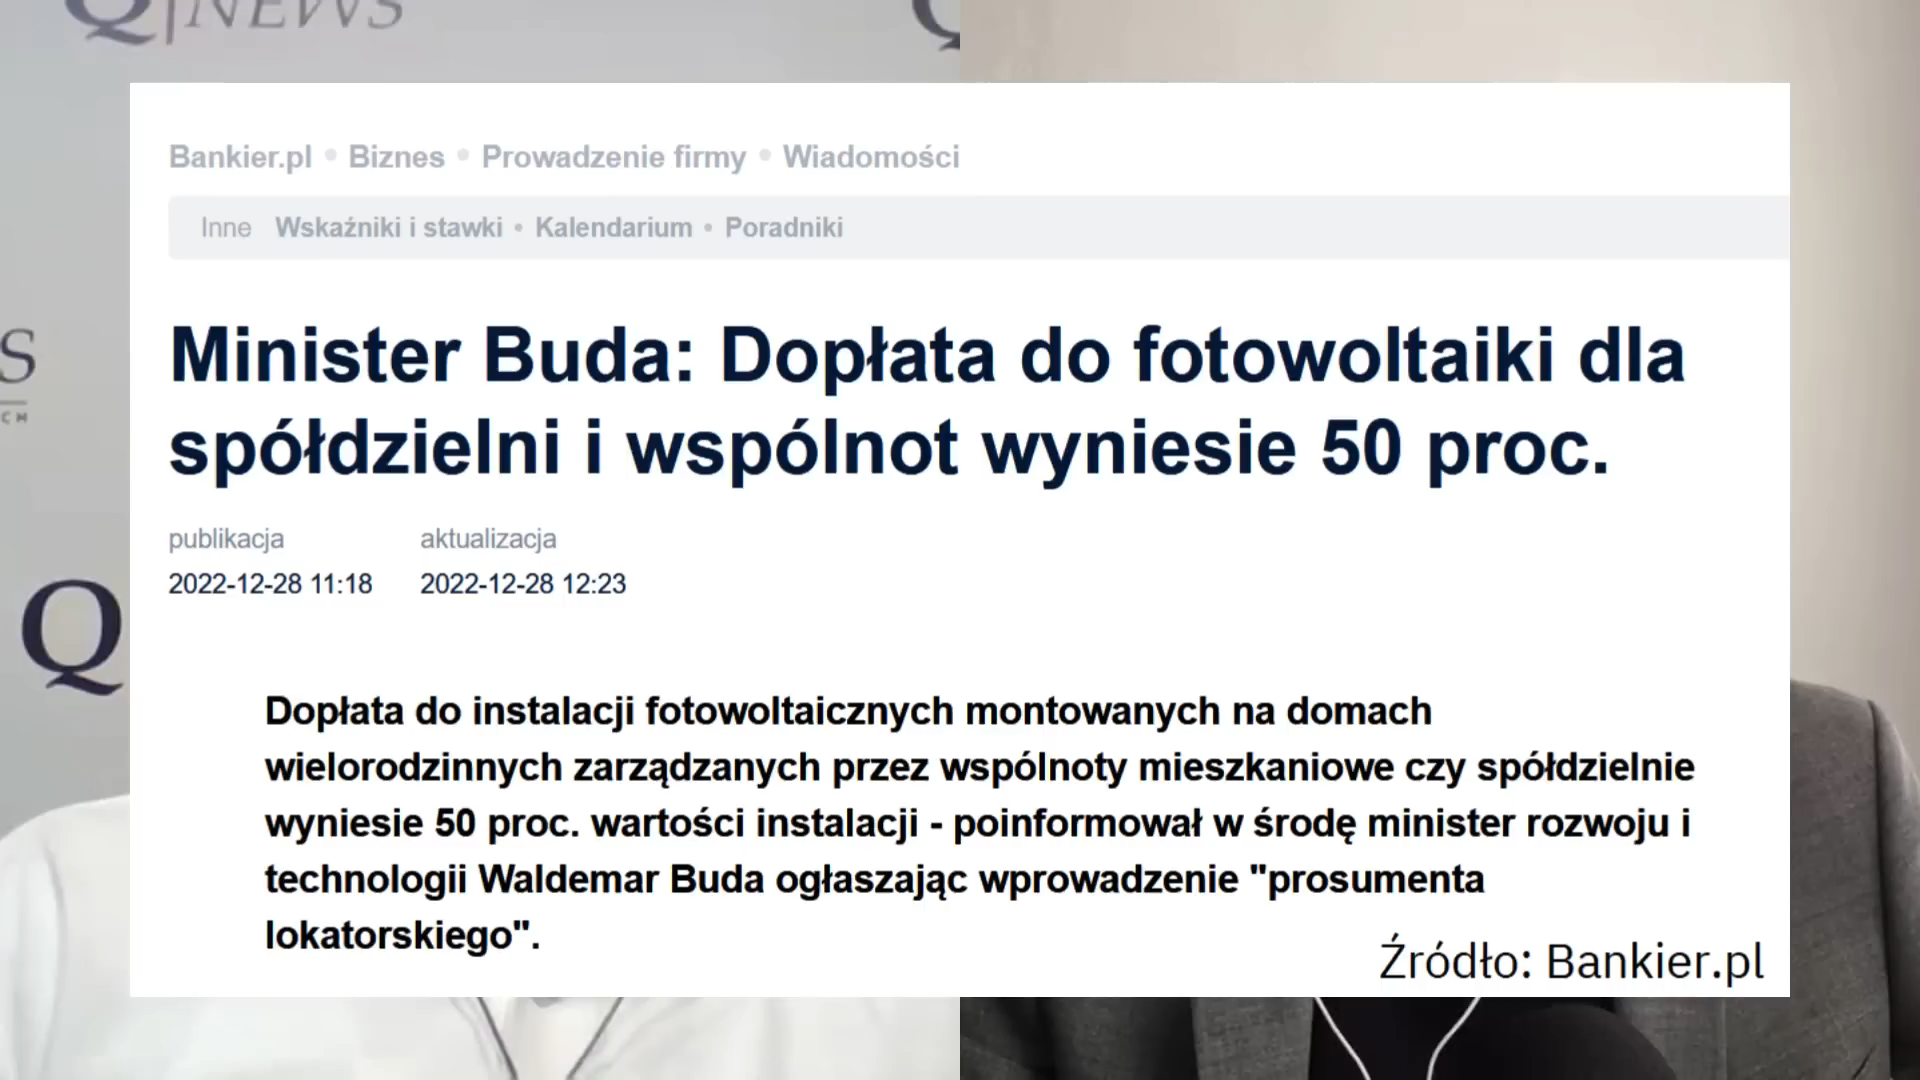 Q|NEWS
S
CM
Q
Bankier.pl • Biznes • Prowadzenie firmy • Wiadomości
Inne Wskaźniki i stawki • Kalendarium • Poradniki
Minister Buda: Dopłata do fotowoltaiki dla
spółdzielni i wspólnot wyniesie 50 proc.
publikacja aktualizacja
2022-12-28 11:18 2022-12-28 12:23
Dopłata do instalacji fotowoltaicznych montowanych na domach
wielorodzinnych zarządzanych przez wspólnoty mieszkaniowe czy spółdzielnie
wyniesie 50 proc. wartości instalacji - poinformował w środę minister rozwoju i
technologii Waldemar Buda ogłaszając wprowadzenie "prosumenta
lokatorskiego".
Źródło: Bankier.pl